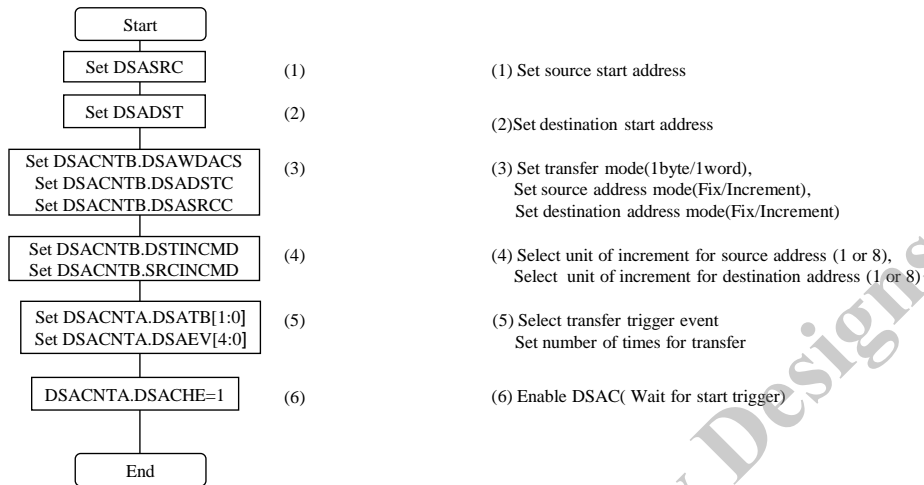 Start
Set DSASRC
(1)
(1) Set source start address
Set DSADST
(2)
(2)Set destination start address
Set DSACNTB.DSAWDACS
Set DSACNTB.DSADSTC
Set DSACNTB.DSASRCC
(3)
(3) Set transfer mode(1byte/1word),
Set source address mode(Fix/Increment),
Set destination address mode(Fix/Increment)
Set DSACNTB.DSTINCMD
Set DSACNTB.SRCINCMD
(4)
(4) Select unit of increment for source address (1 or 8),
Select unit of increment for destination address (1 or 8)
Set DSACNTA.DSATB[1:0]
Set DSACNTA.DSAEV[4:0]
(5)
(5) Select transfer trigger event
Set number of times for transfer
DSACNTA.DSACHE=1
(6)
(6) Enable DSAC( Wait for start trigger)
End
Designs